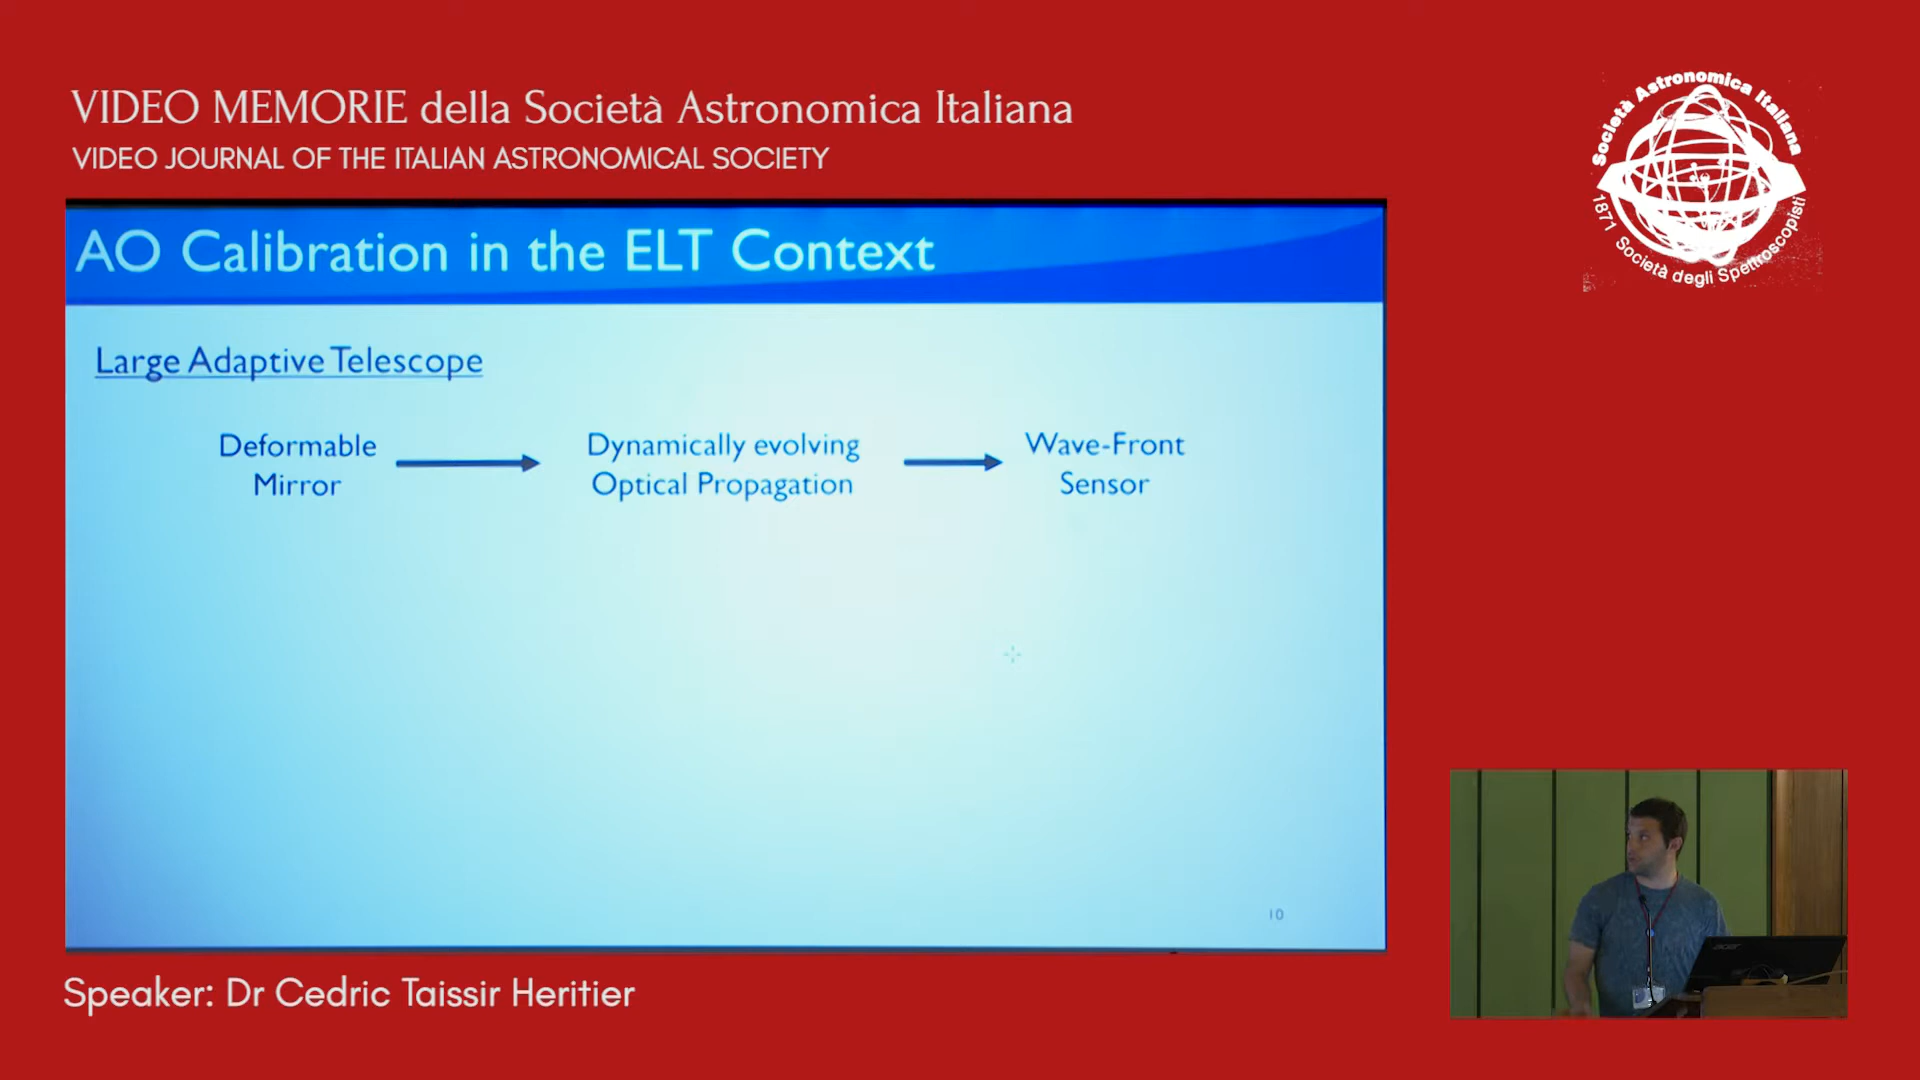 VIDEO MEMORIE della Società Astronomica Italiana
VIDEO JOURNAL OF THE ITALIAN ASTRONOMICAL SOCIETY
Società Astronomica Italiana
1871 Società degli Spettroscopisti
AO Calibration in the ELT Context
Large Adaptive Telescope
Deformable
Mirror
Dynamically evolving
Optical Propagation
Wave-Front
Sensor
10
Speaker: Dr Cedric Taissir Heritier
acer